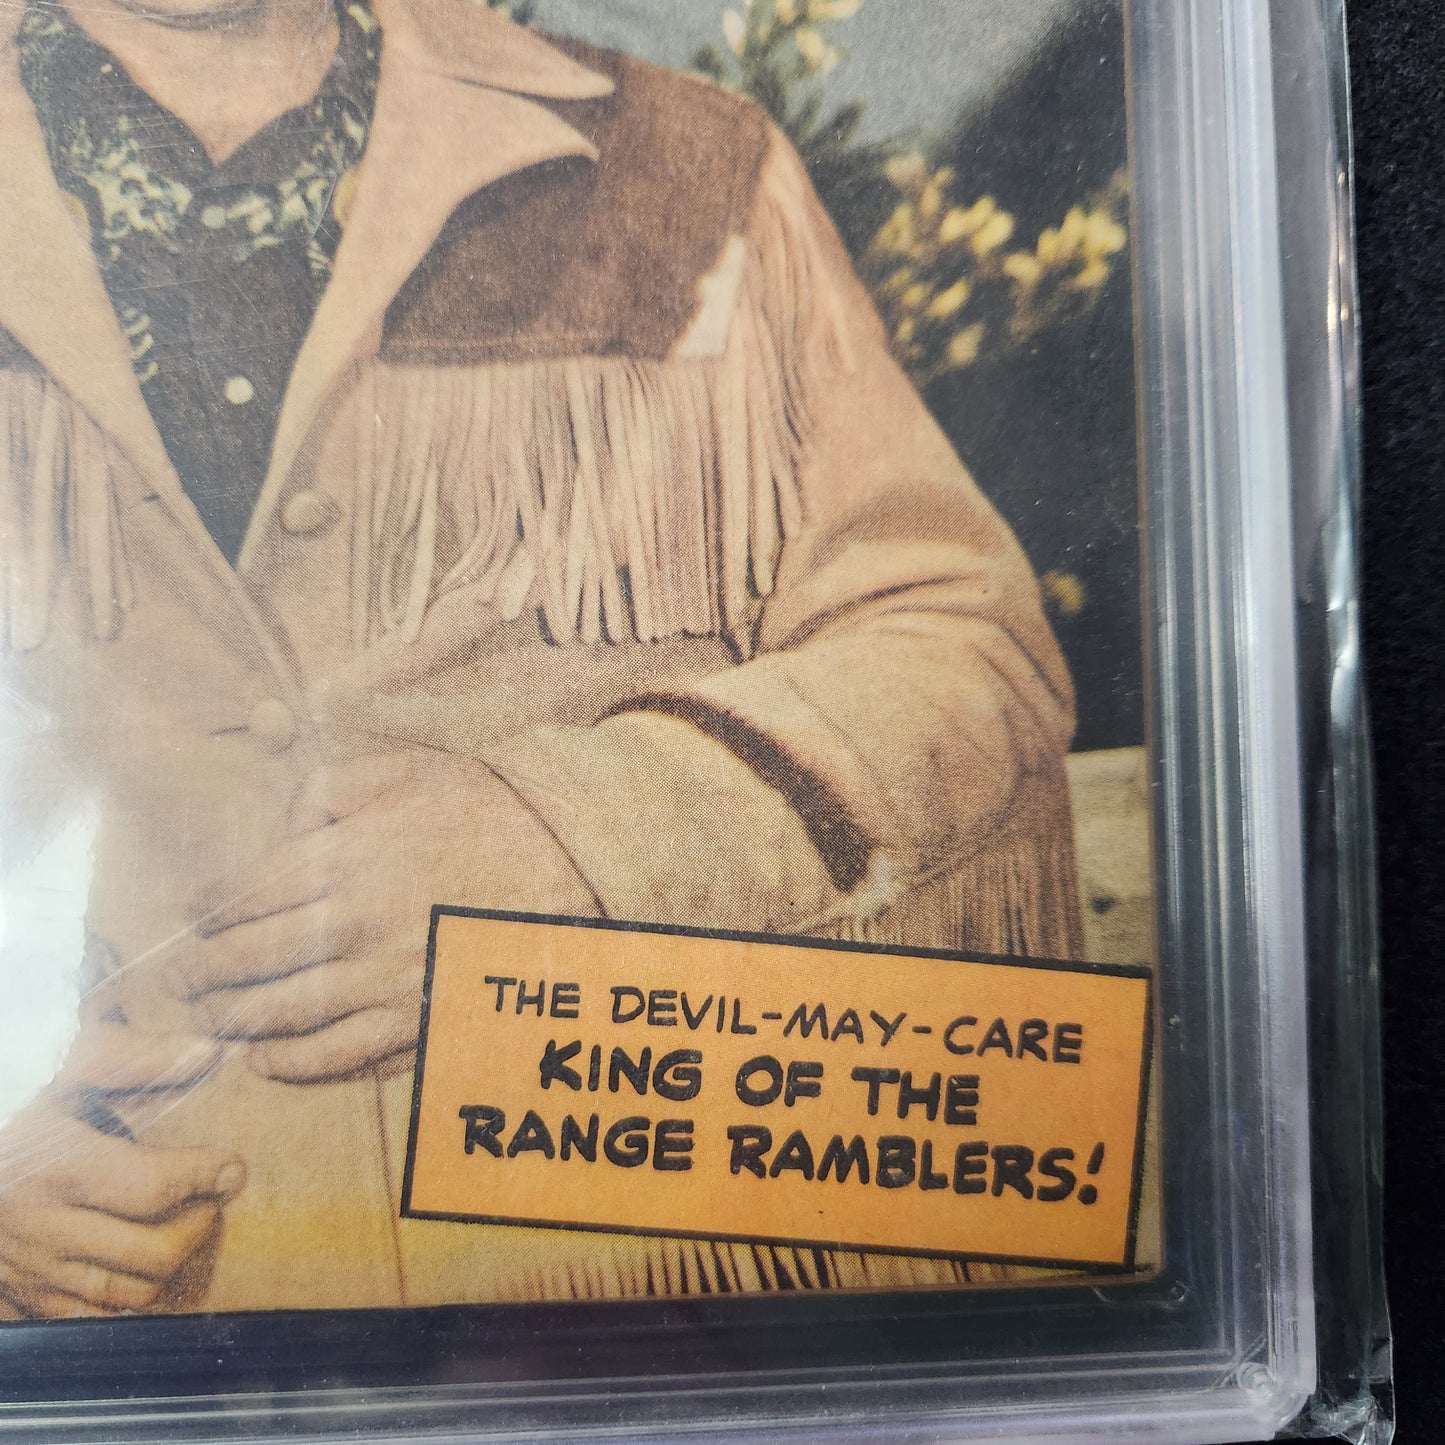 THE DEVIL-MAY-CARE
KING OF THE
RANGE RAMBLERS!